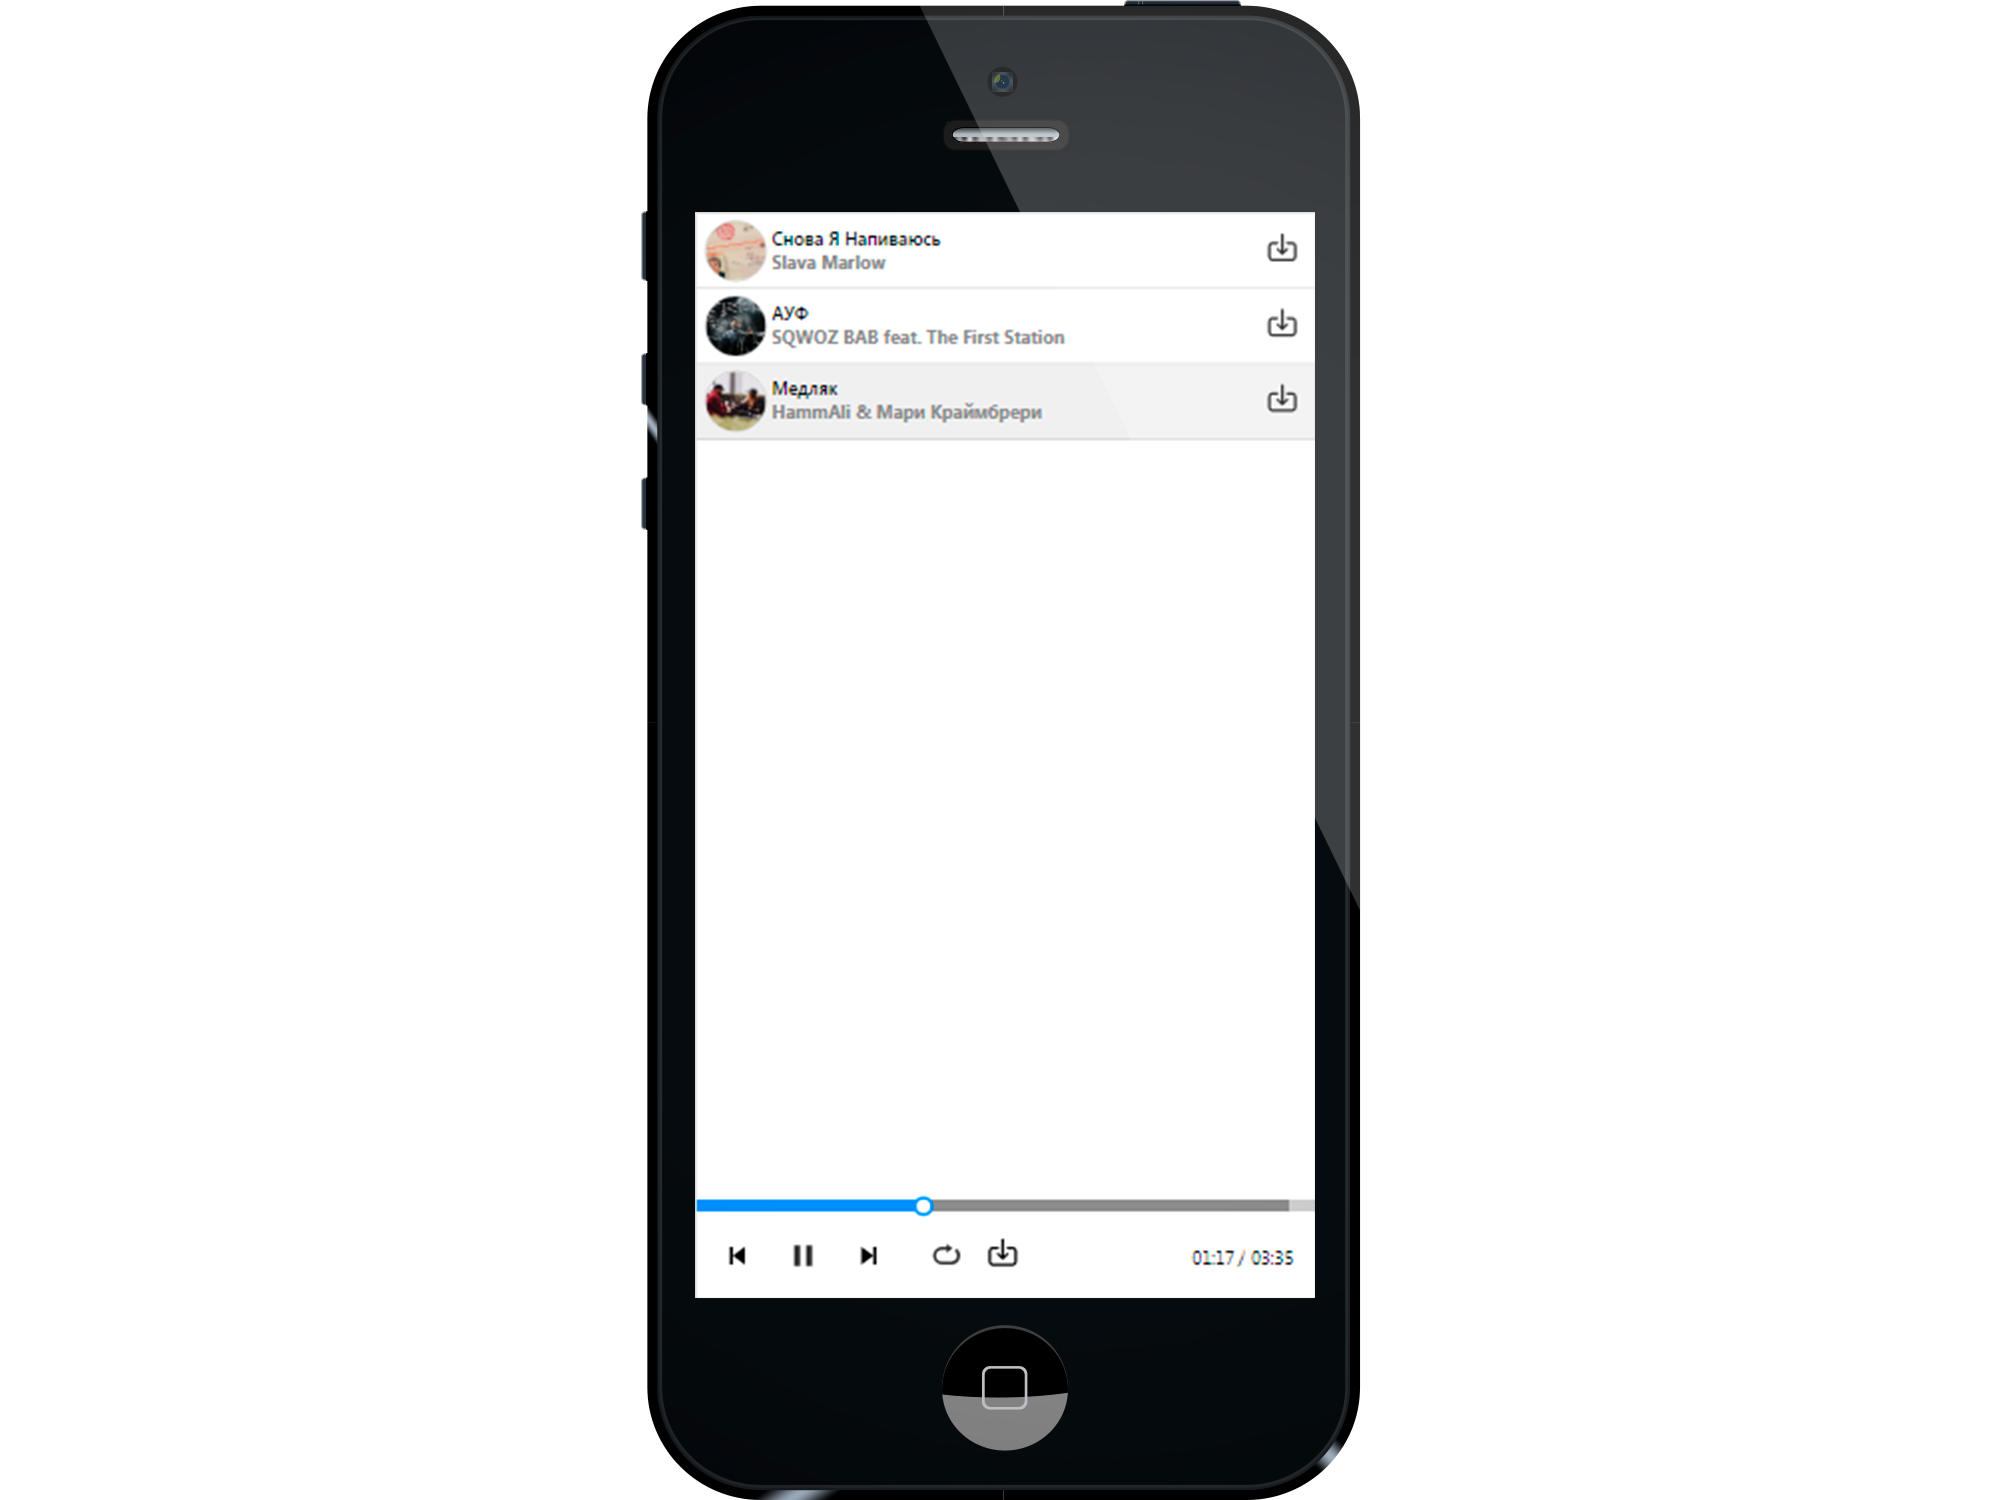 Снова Я Напиваюсь
Slava Marlow
АУФ
SQWOZ BAB feat. The First Station
Медляк
HammAli & Мари Краймбрери
01:17 / 03:35